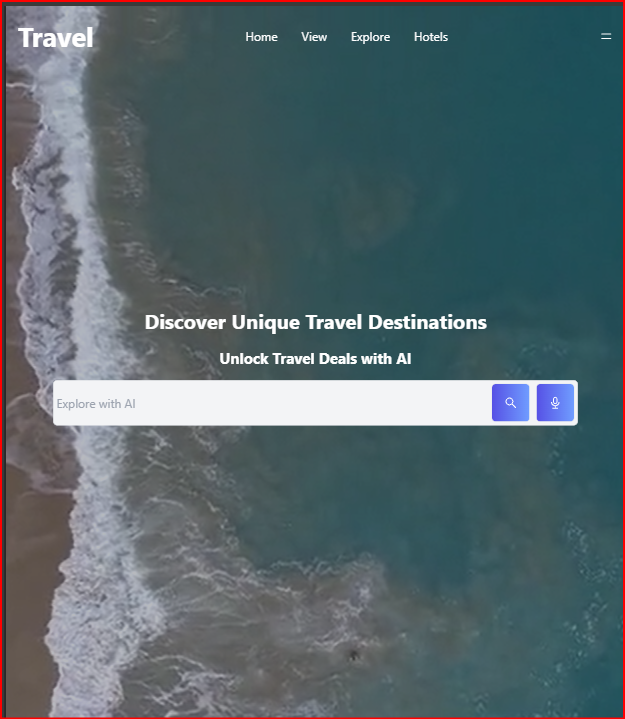 Travel Home View Explore Hotels
Discover Unique Travel Destinations
Unlock Travel Deals with AI
Explore with AI